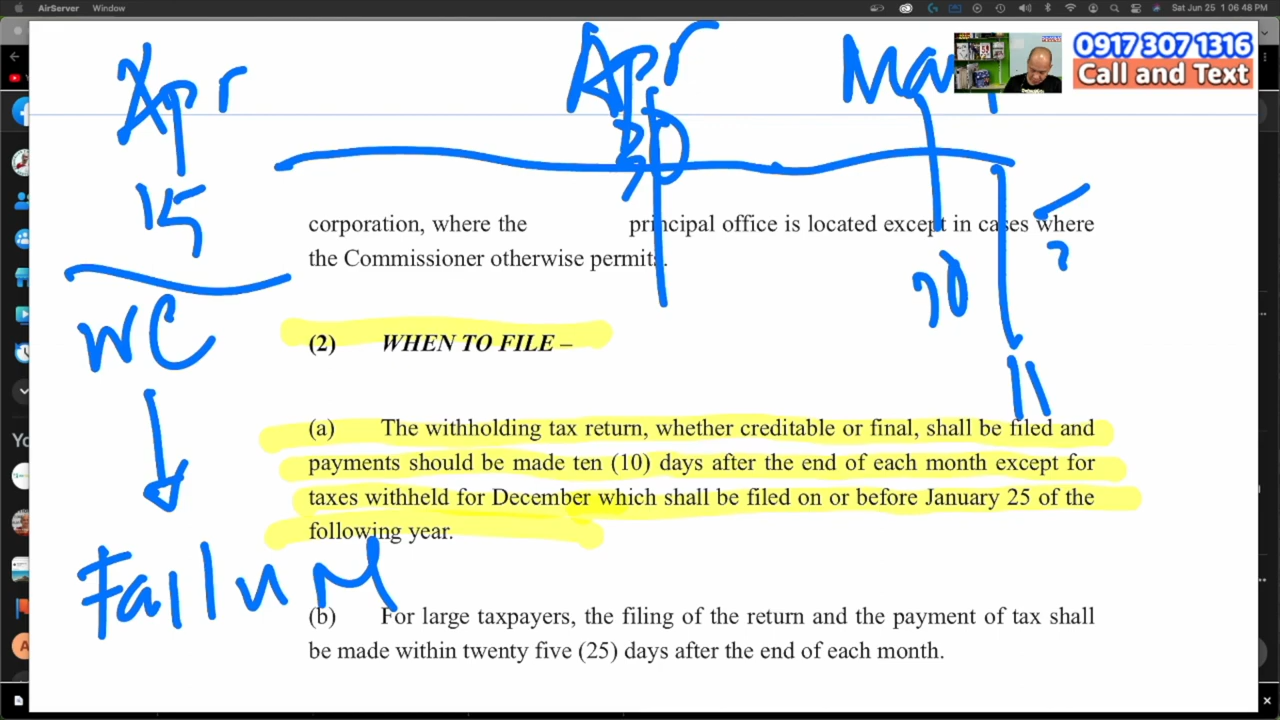 AirServer Window
Sat Jun 25 1 06 48 PM
0917 307 1316
Call and Text
Apr
15
WC
Apr
30
May
10
?
11
corporation, where the principal office is located except in cases where
the Commissioner otherwise permits.
(2) WHEN TO FILE –
(a) The withholding tax return, whether creditable or final, shall be filed and
payments should be made ten (10) days after the end of each month except for
taxes withheld for December which shall be filed on or before January 25 of the
following year.
(b) For large taxpayers, the filing of the return and the payment of tax shall
be made within twenty five (25) days after the end of each month.